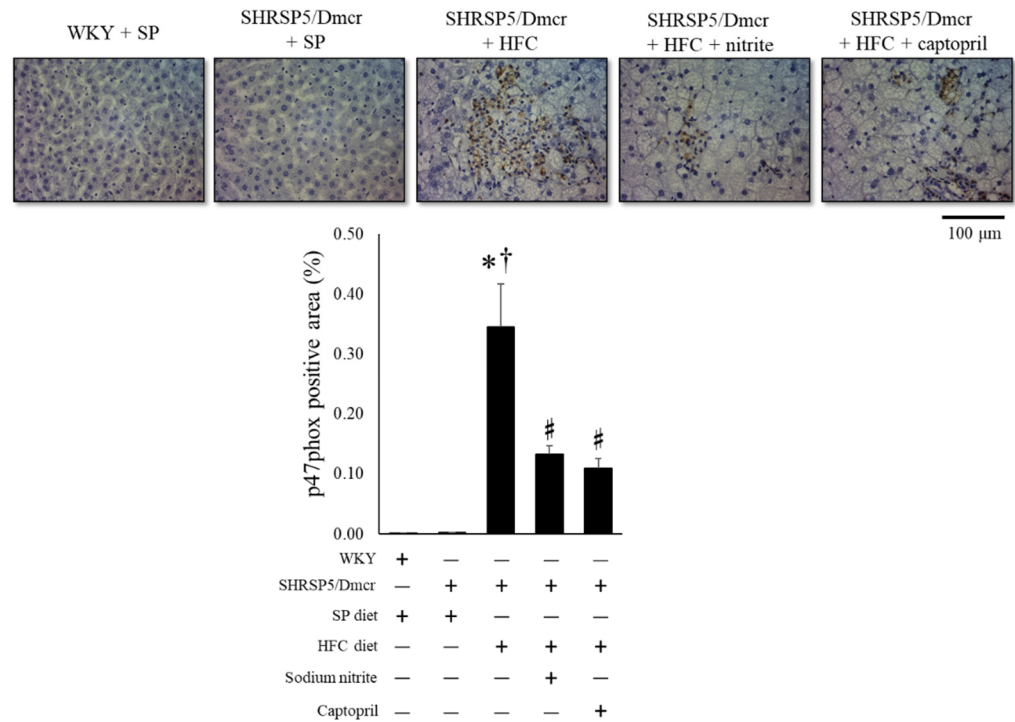 WKY + SP
SHRSP5/Dmcr
+ SP
SHRSP5/Dmcr
+ HFC
SHRSP5/Dmcr
+ HFC + nitrite
SHRSP5/Dmcr
+ HFC + captopril
100 μm
p47phox positive area (%)
0.50
0.40
0.30
0.20
0.10
0.00
*†
♯
♯
WKY + — — — —
SHRSP5/Dmcr — + + + +
SP diet + + — — —
HFC diet — — + + +
Sodium nitrite — — — + —
Captopril — — — — +